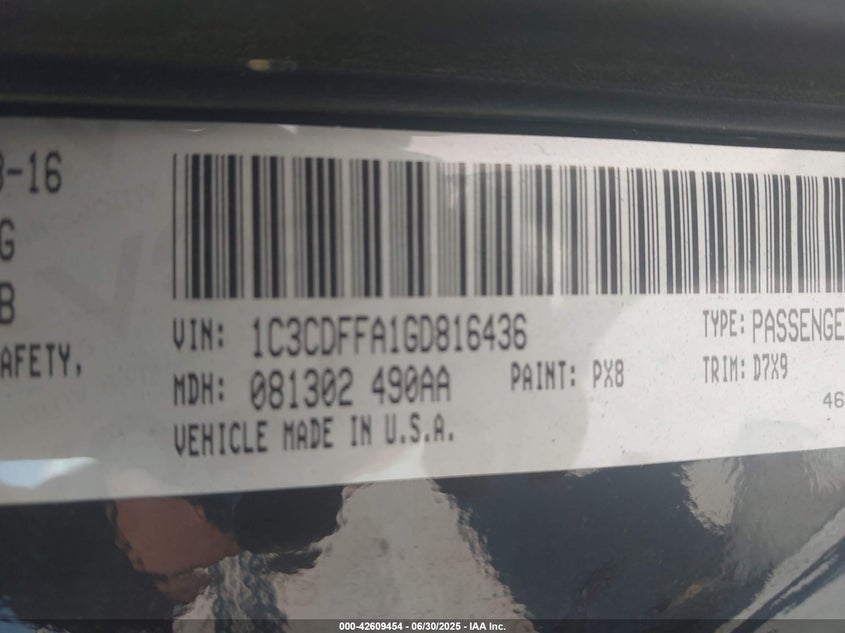 3-16
G
B
AFETY,
VIN: 1C3CDFFA1GD816436
TYPE: PASSENGE
MDH: 081302 490AA
PAINT: PX8
TRIM: D7X9
VEHICLE MADE IN U.S.A.
46
000-42609454 | 06/30/2025 - IAA Inc.